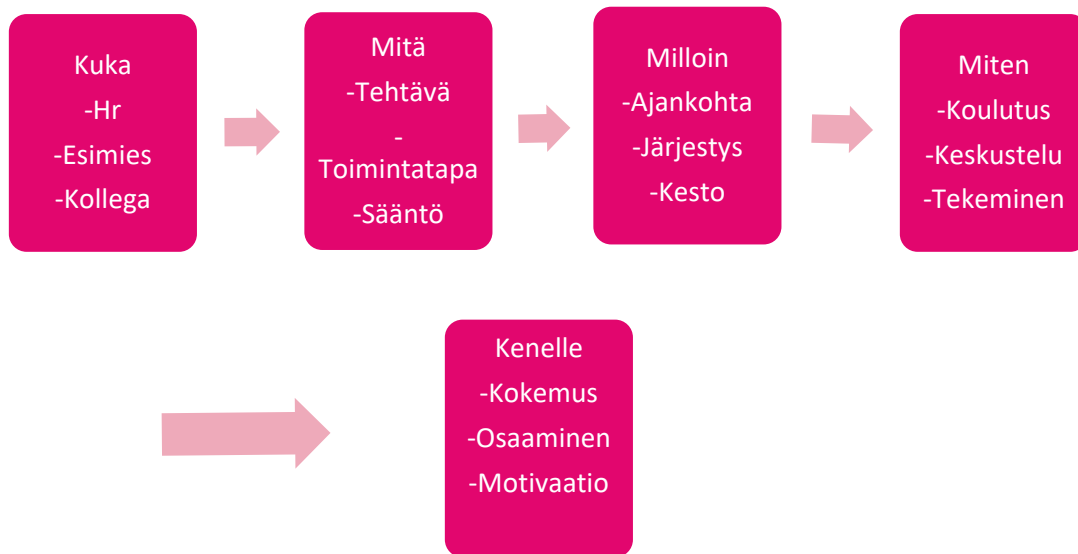 Kuka
-Hr
-Esimies
-Kollega
Mitä
-Tehtävä
-
Toimintatapa
-Sääntö
Milloin
-Ajankohta
-Järjestys
-Kesto
Miten
-Koulutus
-Keskustelu
-Tekeminen
Kenelle
-Kokemus
-Osaaminen
-Motivaatio